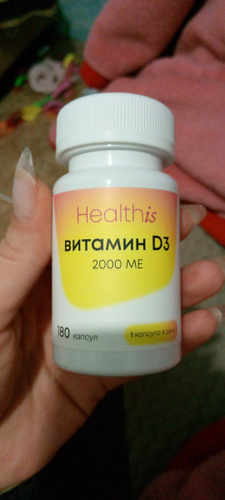 Healthis
витамин D3
2000 МЕ
180 капсул
1 капсула в день